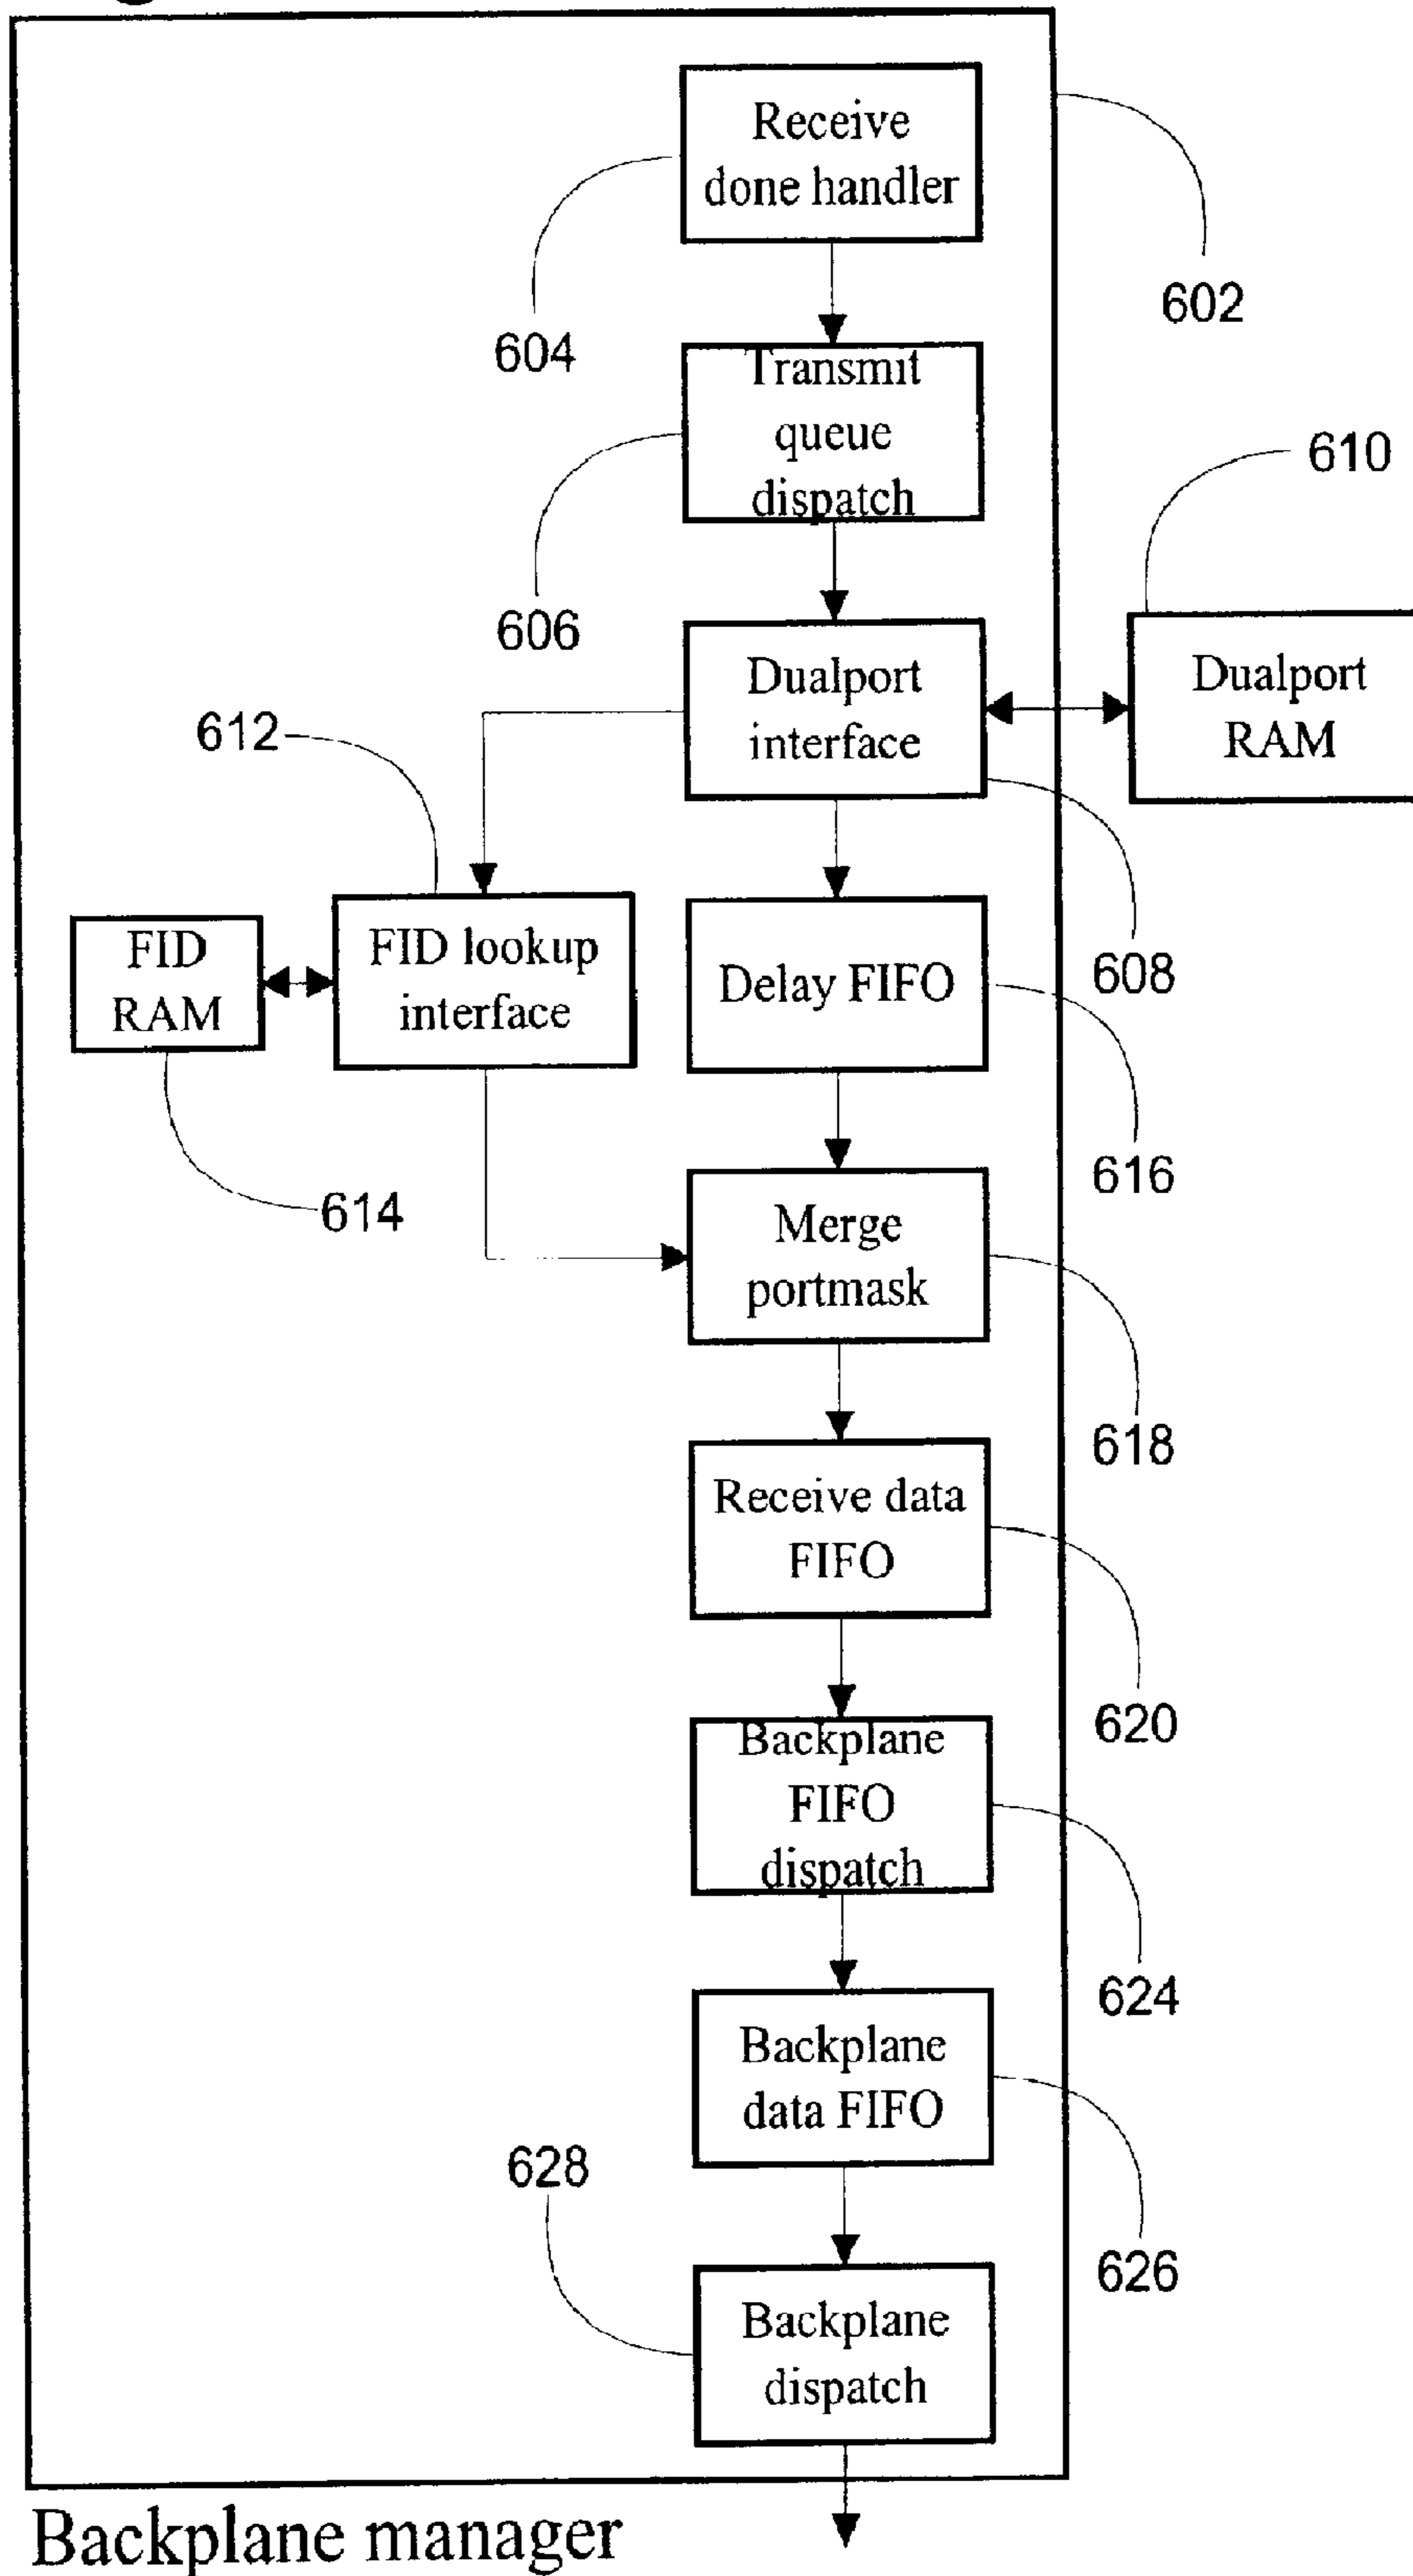 Receive
done handler
602
604
Transmit
queue
dispatch
610
606
Dualport
interface
Dualport
RAM
612
FID
RAM
FID lookup
interface
Delay FIFO
608
616
614
Merge
portmask
618
Receive data
FIFO
620
Backplane
FIFO
dispatch
624
Backplane
data FIFO
628
626
Backplane
dispatch
Backplane manager